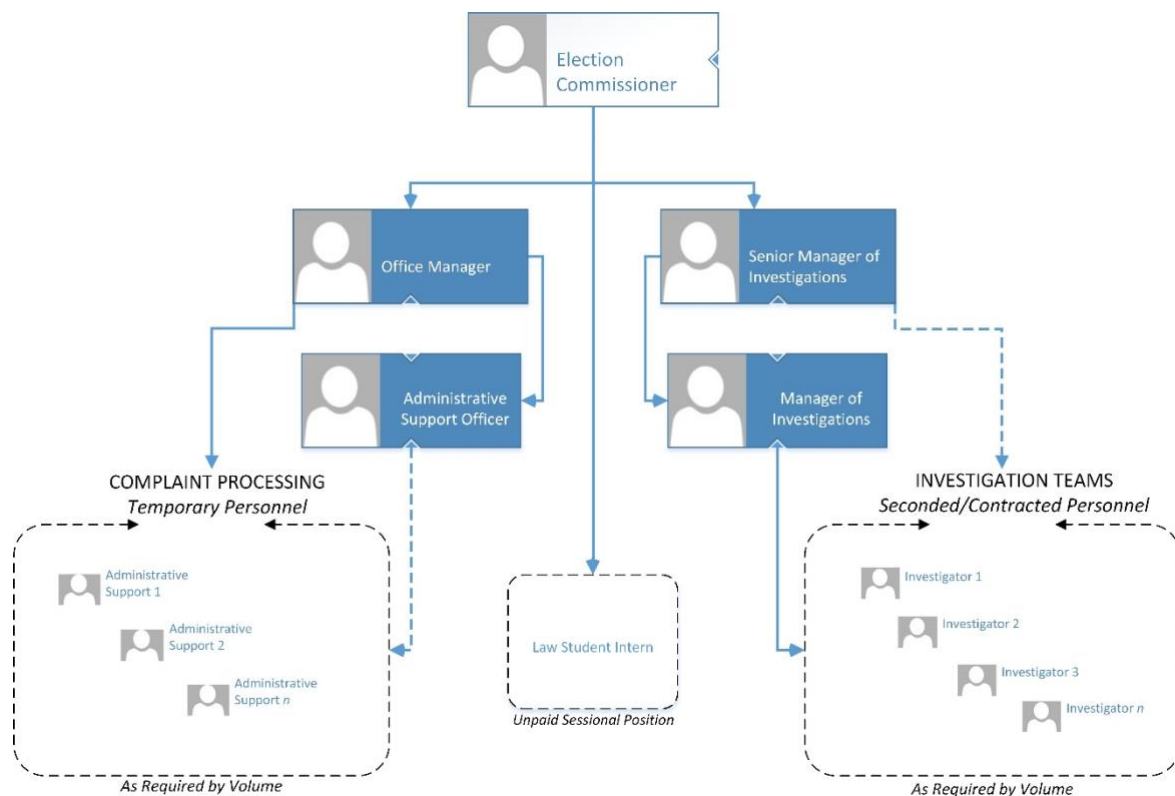 Election
Commissioner
Office Manager
Senior Manager of
Investigations
Administrative
Support Officer
Manager of
Investigations
COMPLAINT PROCESSING
Temporary Personnel
INVESTIGATION TEAMS
Seconded/Contracted Personnel
Administrative
Support 1
Administrative
Support 2
Administrative
Support n
Law Student Intern
Unpaid Sessional Position
Investigator 1
Investigator 2
Investigator 3
Investigator n
As Required by Volume
As Required by Volume